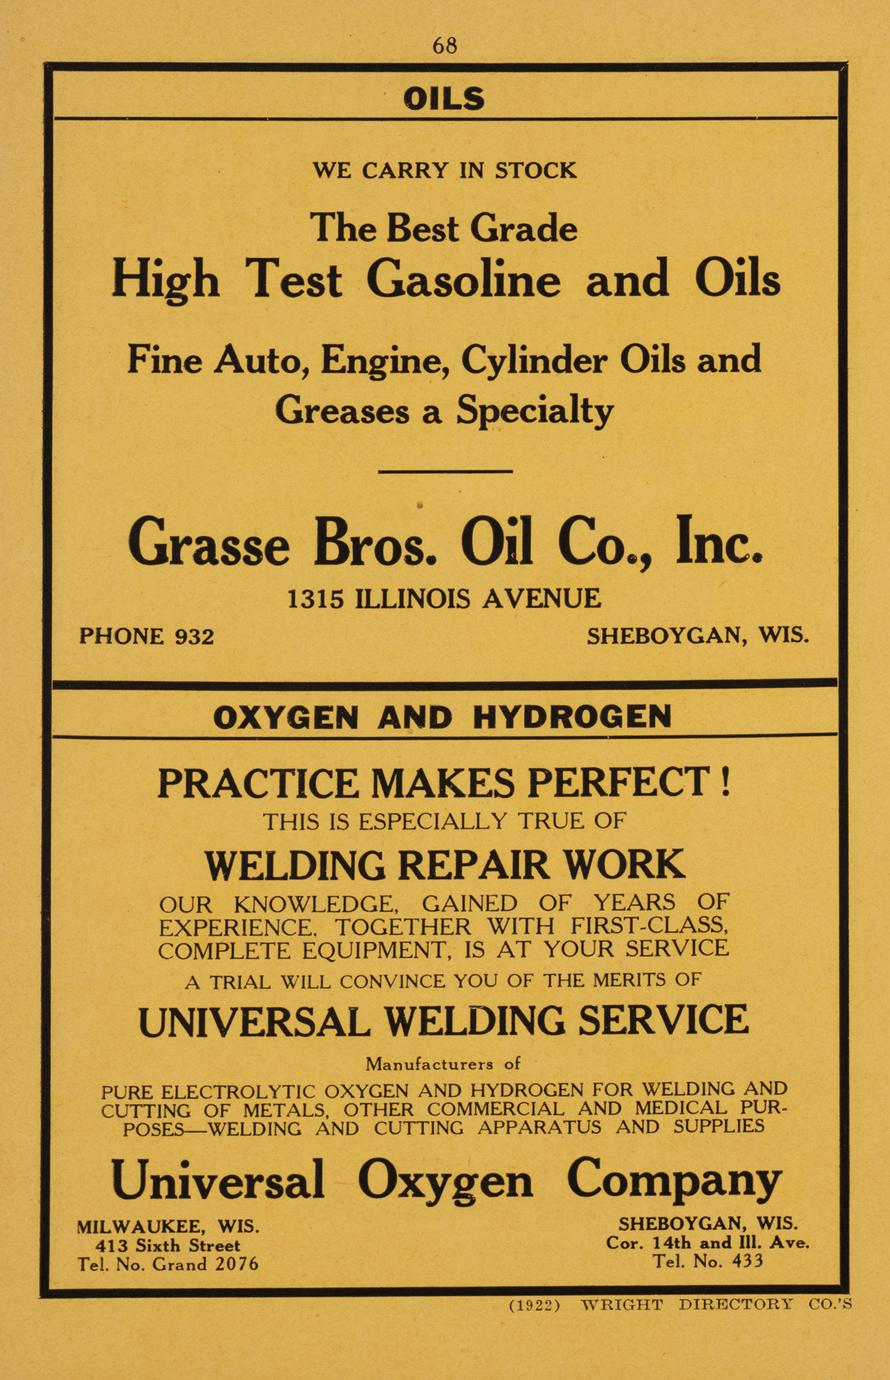 68
OILS
WE CARRY IN STOCK
The Best Grade
High Test Gasoline and Oils
Fine Auto, Engine, Cylinder Oils and
Greases a Specialty
Grasse Bros. Oil Co., Inc.
1315 ILLINOIS AVENUE
PHONE 932 SHEBOYGAN, WIS.
OXYGEN AND HYDROGEN
PRACTICE MAKES PERFECT !
THIS IS ESPECIALLY TRUE OF
WELDING REPAIR WORK
OUR KNOWLEDGE, GAINED OF YEARS OF
EXPERIENCE, TOGETHER WITH FIRST-CLASS,
COMPLETE EQUIPMENT, IS AT YOUR SERVICE
A TRIAL WILL CONVINCE YOU OF THE MERITS OF
UNIVERSAL WELDING SERVICE
Manufacturers of
PURE ELECTROLYTIC OXYGEN AND HYDROGEN FOR WELDING AND
CUTTING OF METALS, OTHER COMMERCIAL AND MEDICAL PUR-
POSES—WELDING AND CUTTING APPARATUS AND SUPPLIES
Universal Oxygen Company
MILWAUKEE, WIS.
413 Sixth Street
Tel. No. Grand 2076
SHEBOYGAN, WIS.
Cor. 14th and Ill. Ave.
Tel. No. 433
(1922) WRIGHT DIRECTORY CO.'S